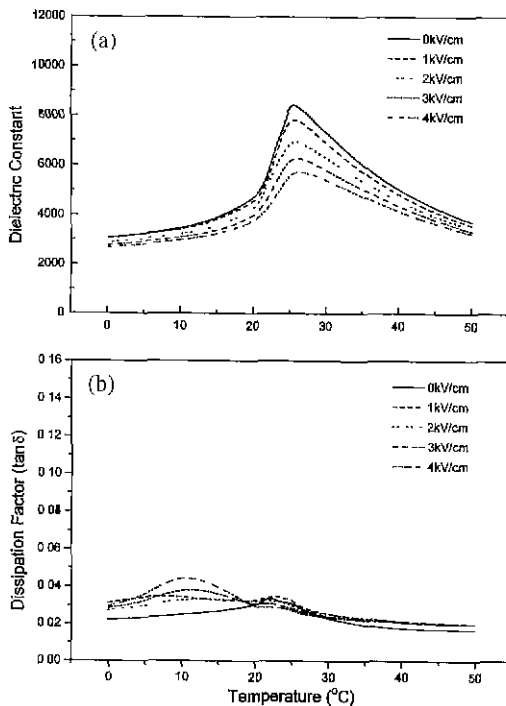 (a)
0kV/cm
1kV/cm
2kV/cm
3kV/cm
4kV/cm
Dielectric Constant
12000
10000
8000
6000
4000
2000
0
0 10 20 30 40 50
(b)
0kV/cm
1kV/cm
2kV/cm
3kV/cm
4kV/cm
Dissipation Factor (tanδ)
0.16
0.14
0.12
0.10
0.08
0.06
0.04
0.02
0.00
0 10 20 30 40 50
Temperature (°C)